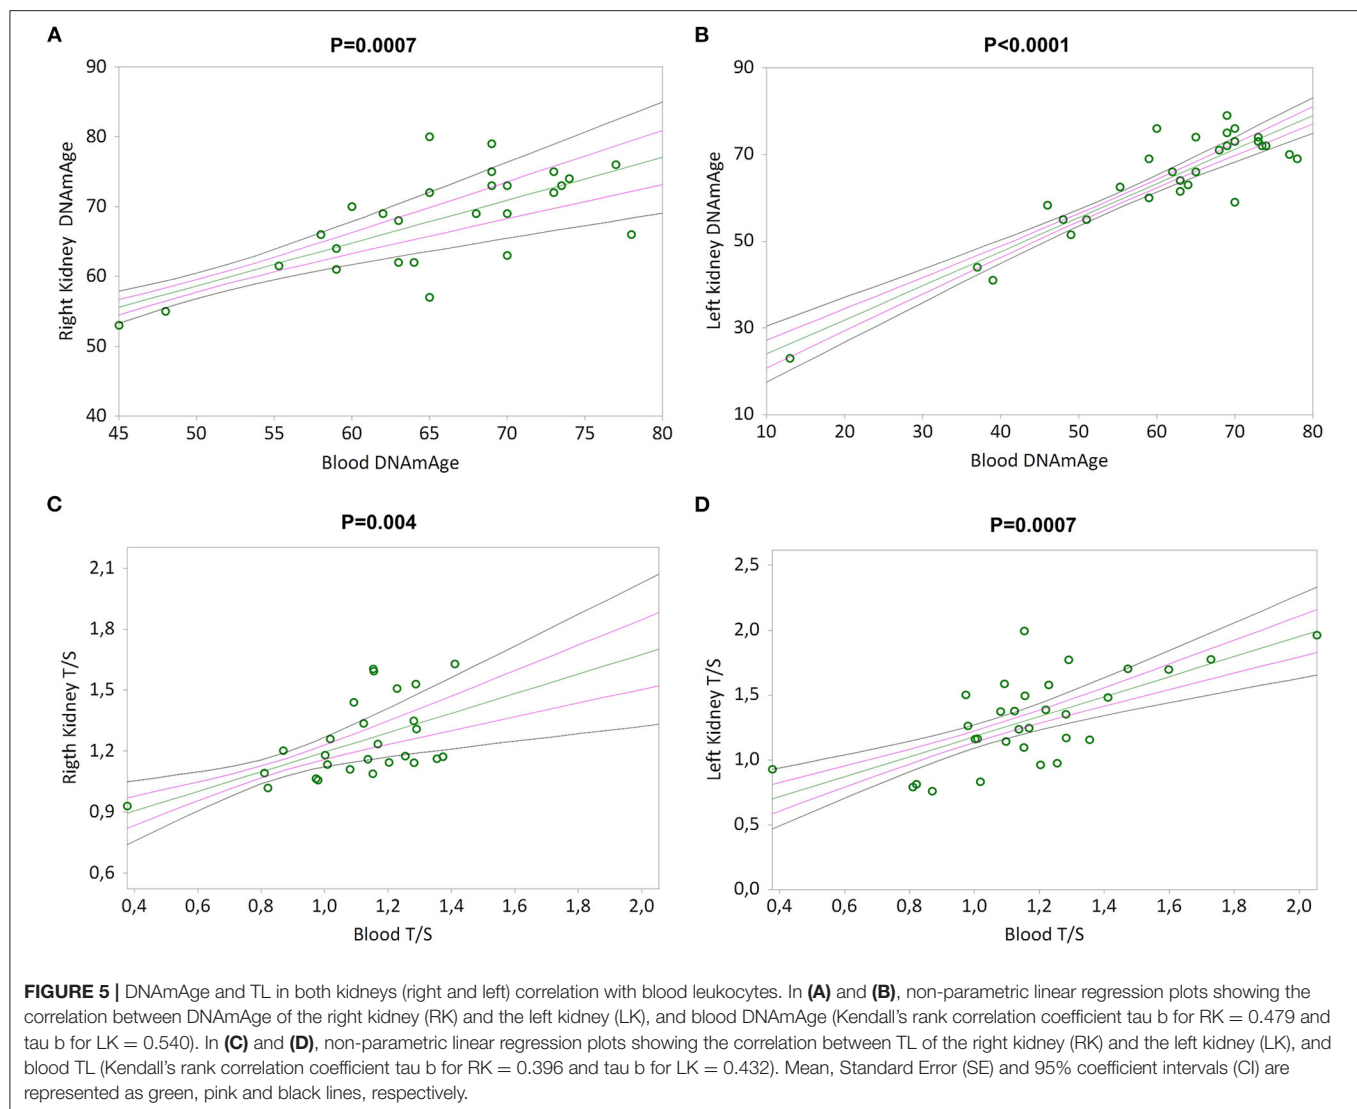 A
P=0.0007
90
80
70
60
50
40
Right Kidney DNAmAge
45 50 55 60 65 70 75 80
Blood DNAmAge
B
P<0.0001
90
70
50
30
10
Left kidney DNAmAge
10 20 30 40 50 60 70 80
Blood DNAmAge
C
P=0.004
2,1
1,8
1,5
1,2
0,9
0,6
Rigth Kidney T/S
0,4 0,6 0,8 1,0 1,2 1,4 1,6 1,8 2,0
Blood T/S
D
P=0.0007
2,5
2,0
1,5
1,0
0,5
0,0
Left Kidney T/S
0,4 0,6 0,8 1,0 1,2 1,4 1,6 1,8 2,0
Blood T/S
FIGURE 5 | DNAmAge and TL in both kidneys (right and left) correlation with blood leukocytes. In (A) and (B), non-parametric linear regression plots showing the
correlation between DNAmAge of the right kidney (RK) and the left kidney (LK), and blood DNAmAge (Kendall's rank correlation coefficient tau b for RK = 0.479 and
tau b for LK = 0.540). In (C) and (D), non-parametric linear regression plots showing the correlation between TL of the right kidney (RK) and the left kidney (LK), and
blood TL (Kendall's rank correlation coefficient tau b for RK = 0.396 and tau b for LK = 0.432). Mean, Standard Error (SE) and 95% coefficient intervals (CI) are
represented as green, pink and black lines, respectively.